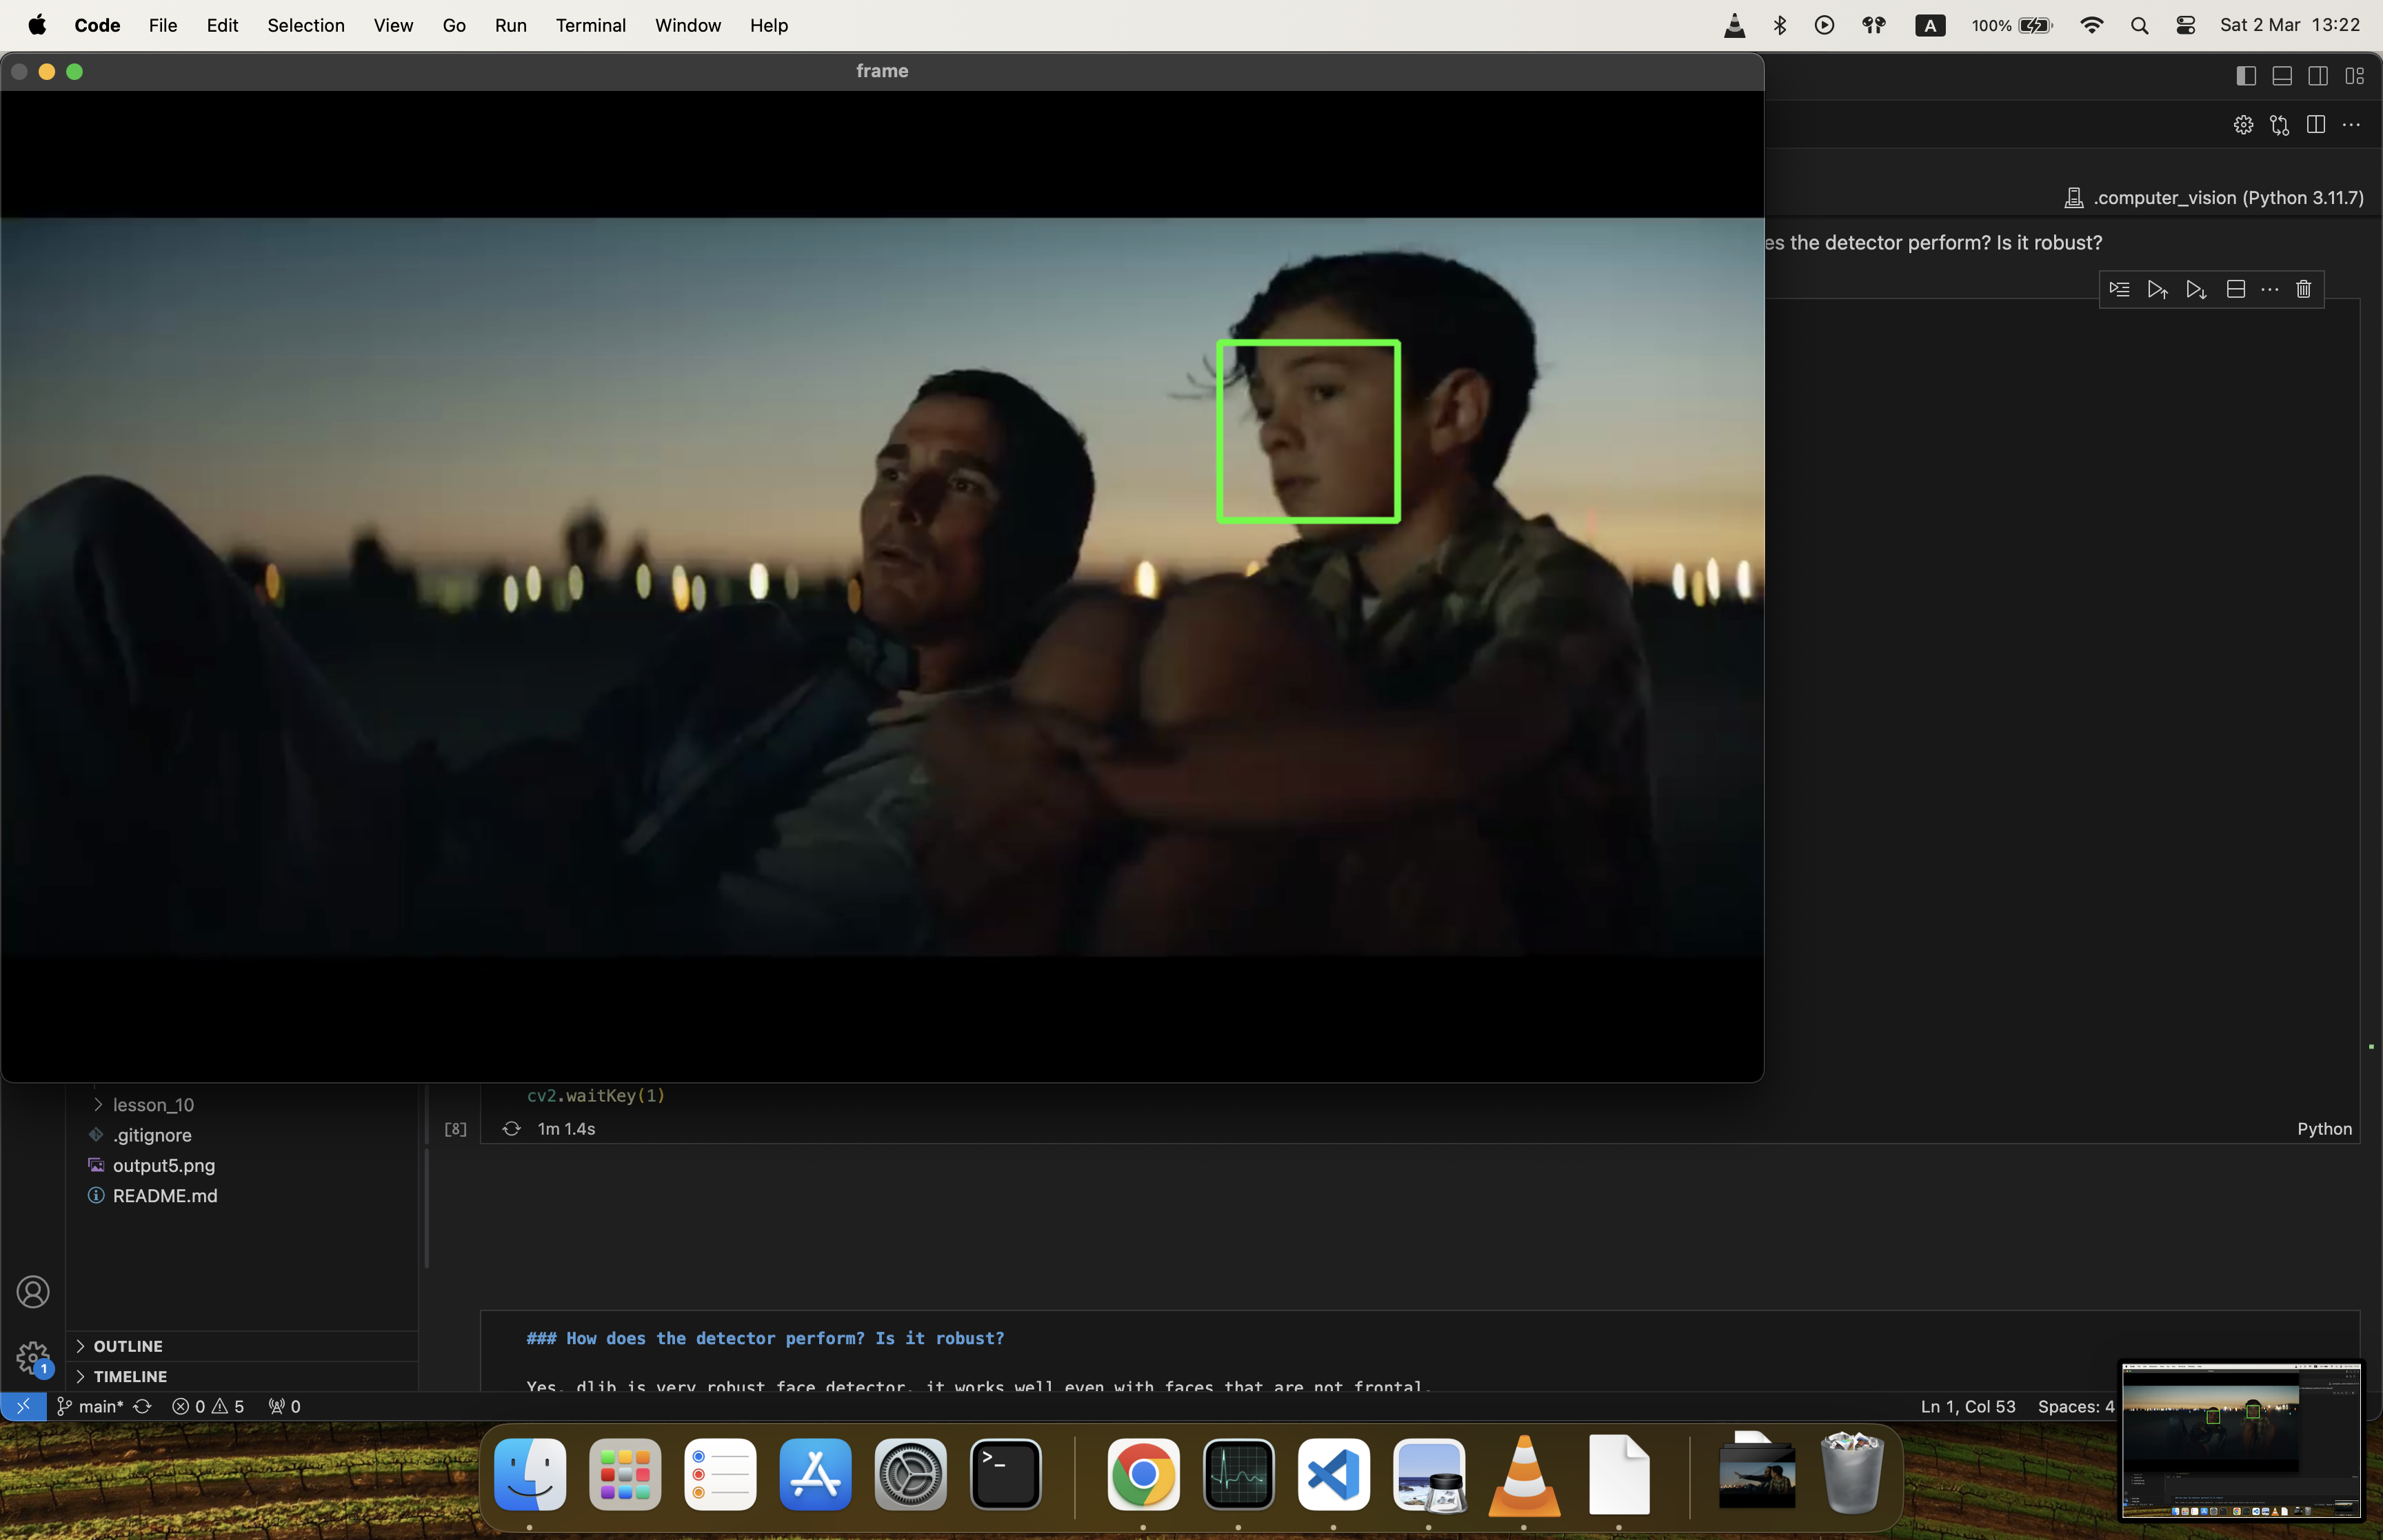 Code File Edit Selection View Go Run Terminal Window Help A 100% Sat 2 Mar 13:22
frame
.computer_vision (Python 3.11.7)
es the detector perform? Is it robust?
cv2.waitKey(1)
[8] 1m 1.4s Python
lesson_10
.gitignore
output5.png
README.md
### How does the detector perform? Is it robust?
Yes, dlib is very robust face detector, it works well even with faces that are not frontal.
OUTLINE
TIMELINE
1
main* 0 5 0 Ln 1, Col 53 Spaces: 4
>_